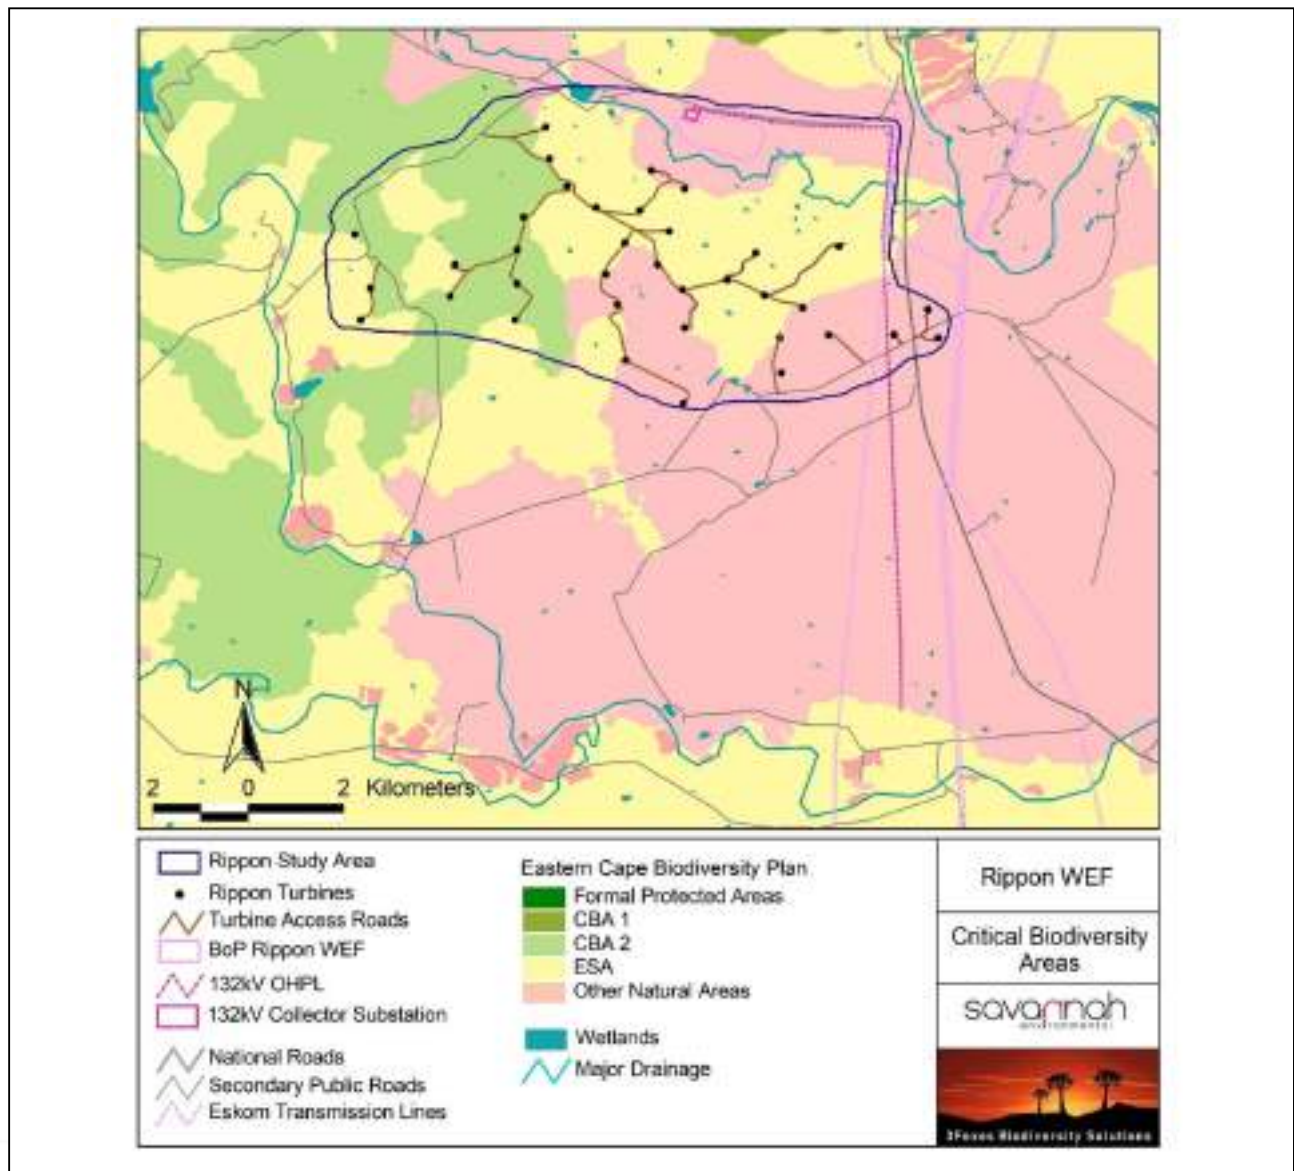 N
2 0 2 Kilometers
Rippon Study Area
Rippon Turbines
Turbine Access Roads
BoP Rippon WEF
132kV OHPL
132kV Collector Substation
National Roads
Secondary Public Roads
Eskom Transmission Lines
Eastern Cape Biodiversity Plan
Formal Protected Areas
CBA 1
CBA 2
ESA
Other Natural Areas
Wetlands
Major Drainage
Rippon WEF
Critical Biodiversity
Areas
savannah
environmental
3Foxes Biodiversity Solutions